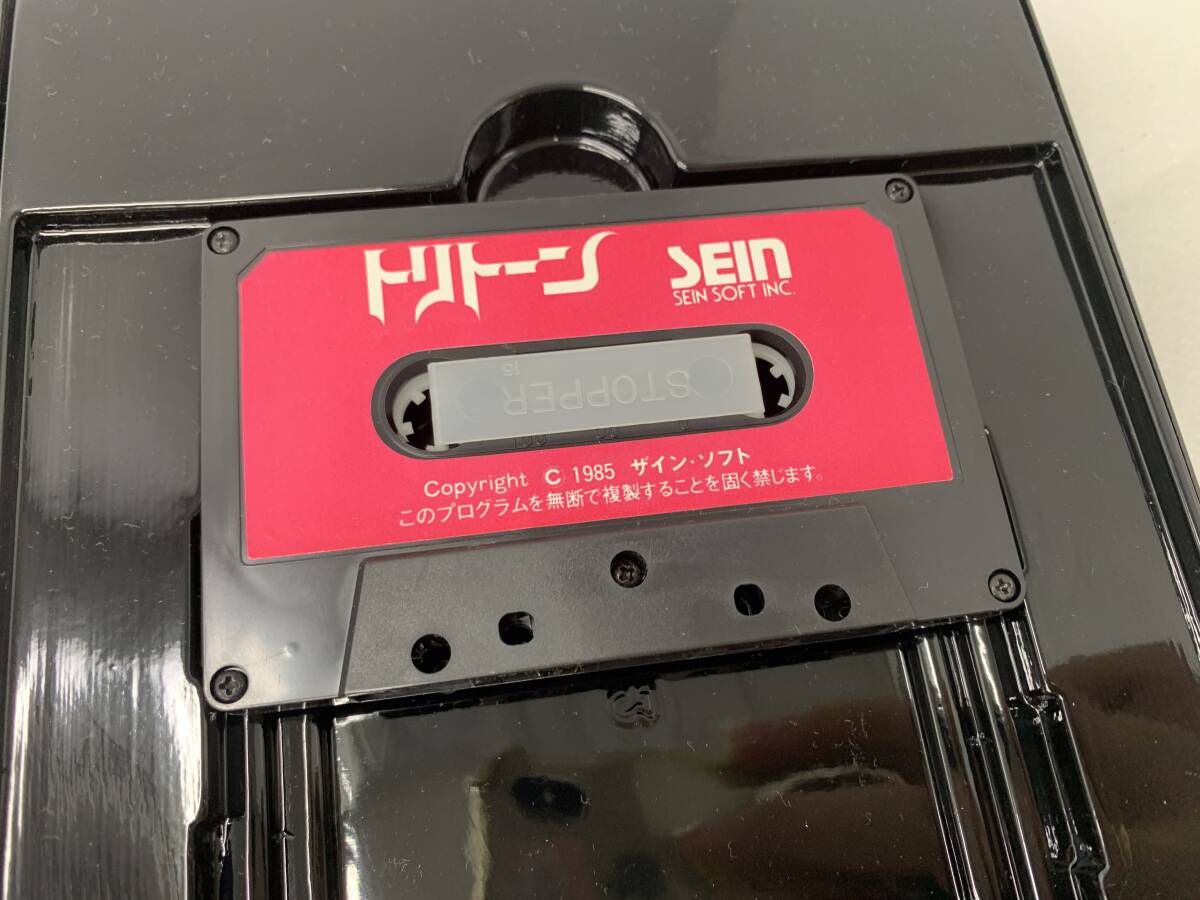 トリトーン
SEIN
SEIN SOFT INC.
STOPPER
15
Copyright © 1985 ザイン・ソフト
このプログラムを無断で複製することを固く禁じます。